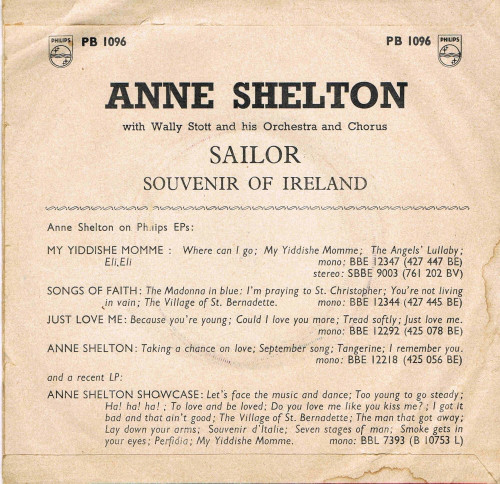 PHILIPS PB 1096 PB 1096 PHILIPS
ANNE SHELTON
with Wally Stott and his Orchestra and Chorus
SAILOR
SOUVENIR OF IRELAND
Anne Shelton on Philips EPs:
MY YIDDISHE MOMME : Where can I go; My Yiddishe Momme; The Angels' Lullaby;
Eli, Eli mono: BBE 12347 (427 447 BE)
stereo: SBBE 9003 (761 202 BV)
SONGS OF FAITH: The Madonna in blue; I'm praying to St. Christopher; You're not living
in vain; The Village of St. Bernadette. mono: BBE 12344 (427 445 BE)
JUST LOVE ME: Because you're young; Could I love you more; Tread softly; Just love me.
mono: BBE 12292 (425 078 BE)
ANNE SHELTON: Taking a chance on love; September song; Tangerine; I remember you.
mono: BBE 12218 (425 056 BE)
and a recent LP:
ANNE SHELTON SHOWCASE: Let's face the music and dance; Too young to go steady;
Ha! ha! ha!; To love and be loved; Do you love me like you kiss me?; I got it
bad and that ain't good; The Village of St. Bernadette; The man that got away;
Lay down your arms; Souvenir d'Italie; Seven stages of man; Smoke gets in
your eyes; Perfidia; My Yiddishe Momme. mono: BBL 7393 (B 10753 L)